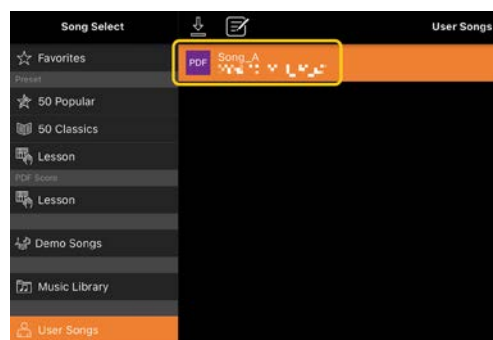 Song Select
User Songs
Favorites
PDF
Song_A
Preset
50 Popular
50 Classics
Lesson
PDF Score
Lesson
Demo Songs
Music Library
User Songs